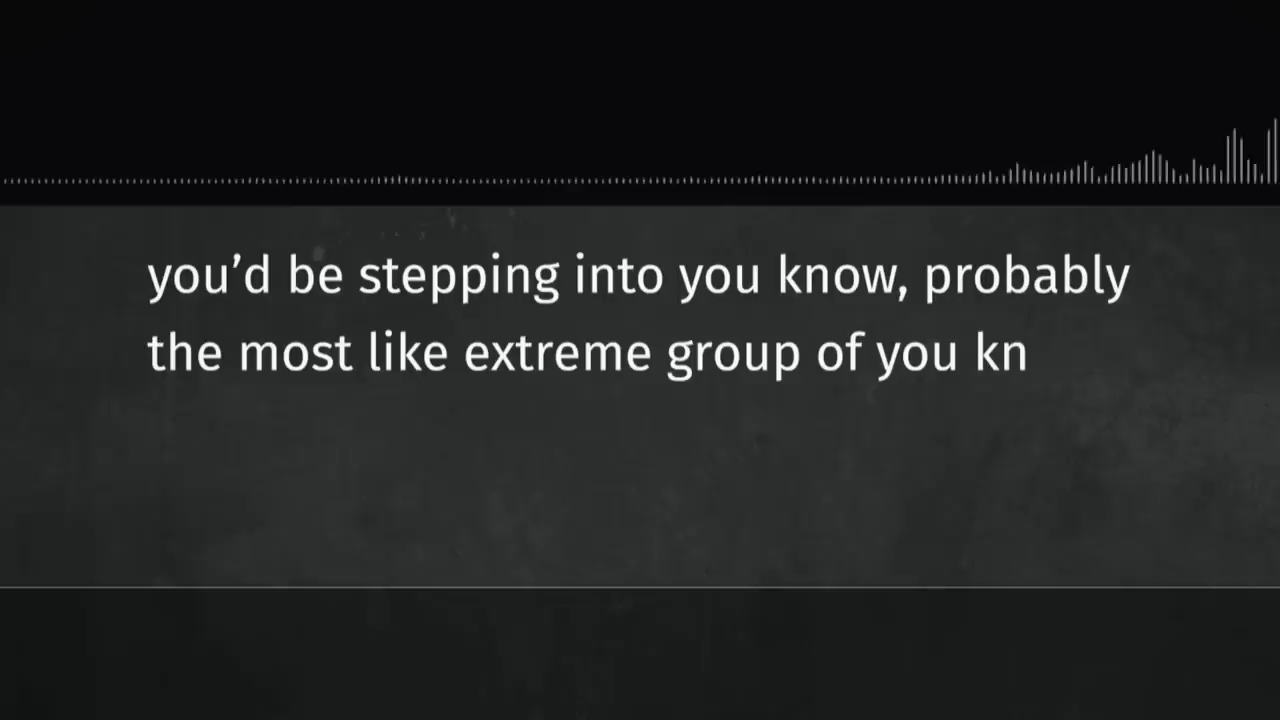 you’d be stepping into you know, probably
the most like extreme group of you kn